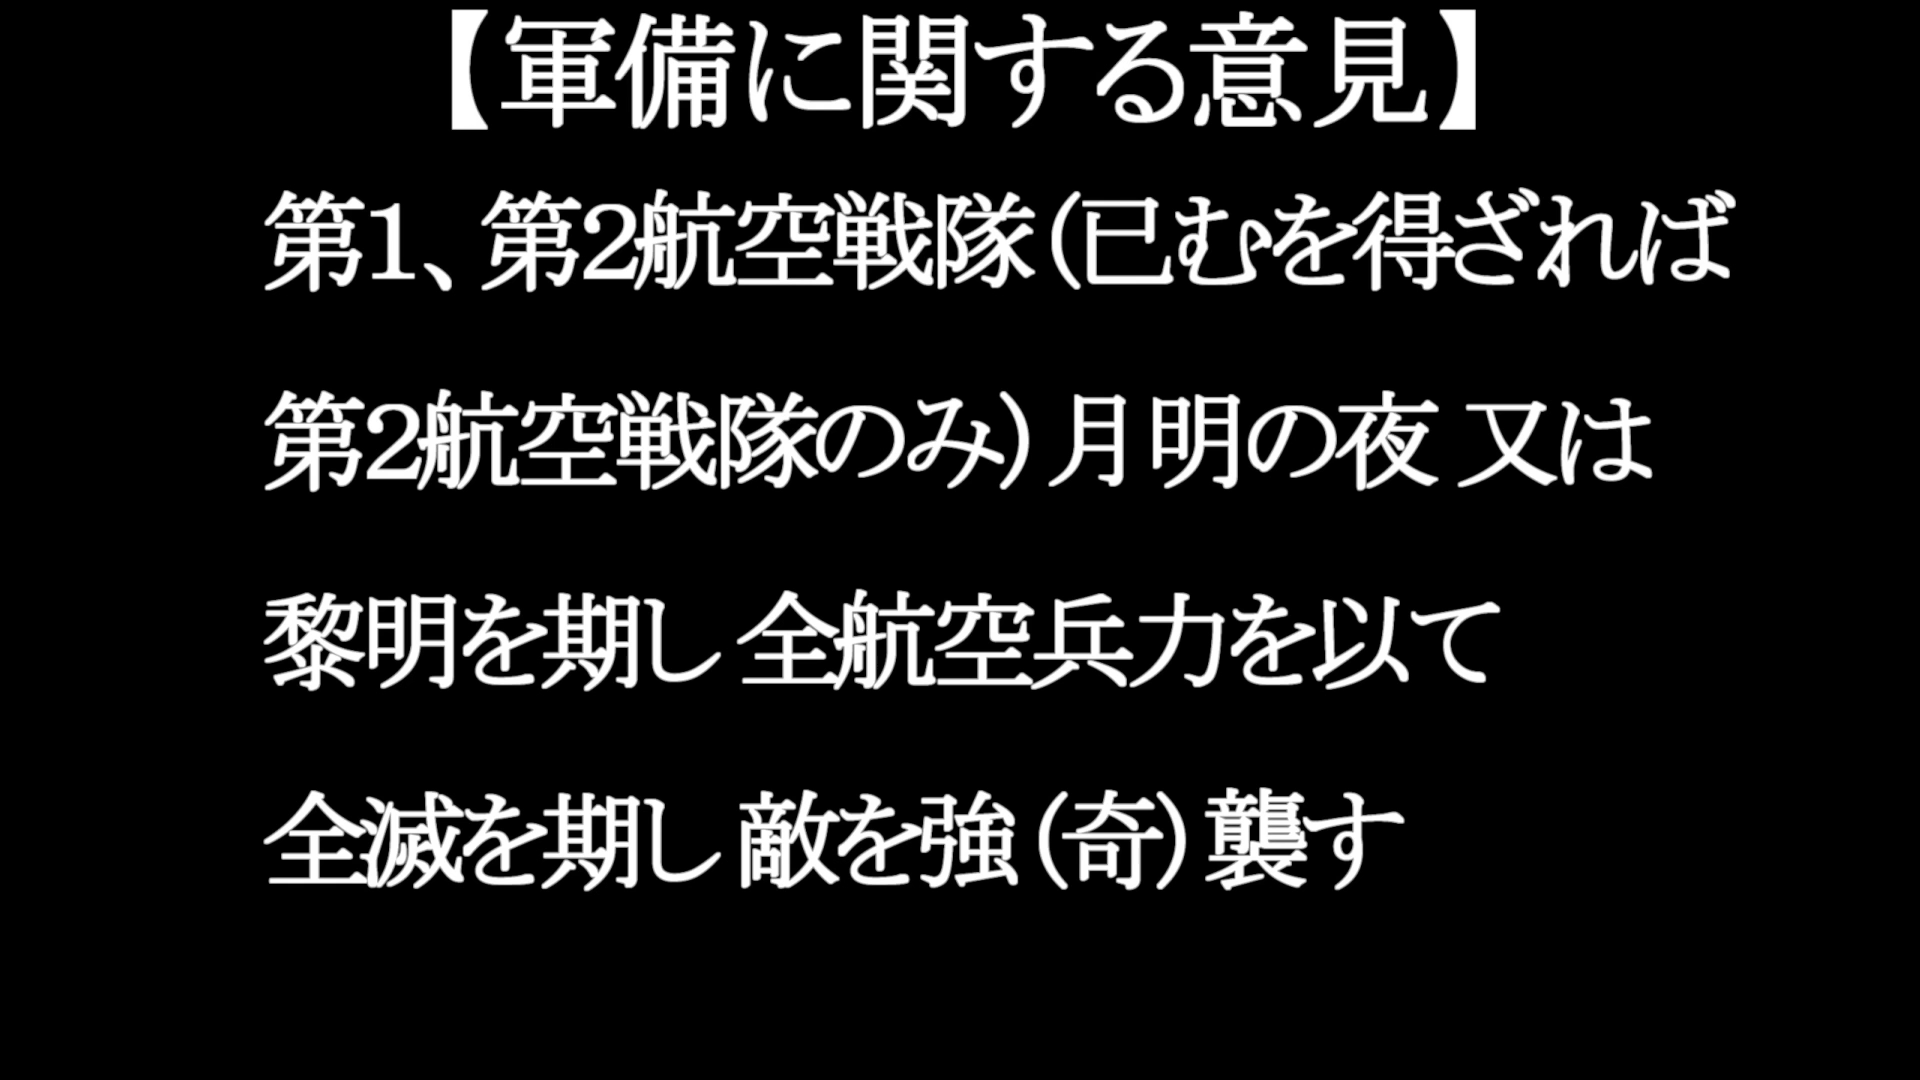 【軍備に関する意見】
第1、第2航空戦隊(已むを得ざれば
第2航空戦隊のみ)月明の夜 又は
黎明を期し 全航空兵力を以て
全滅を期し 敵を強(奇)襲す